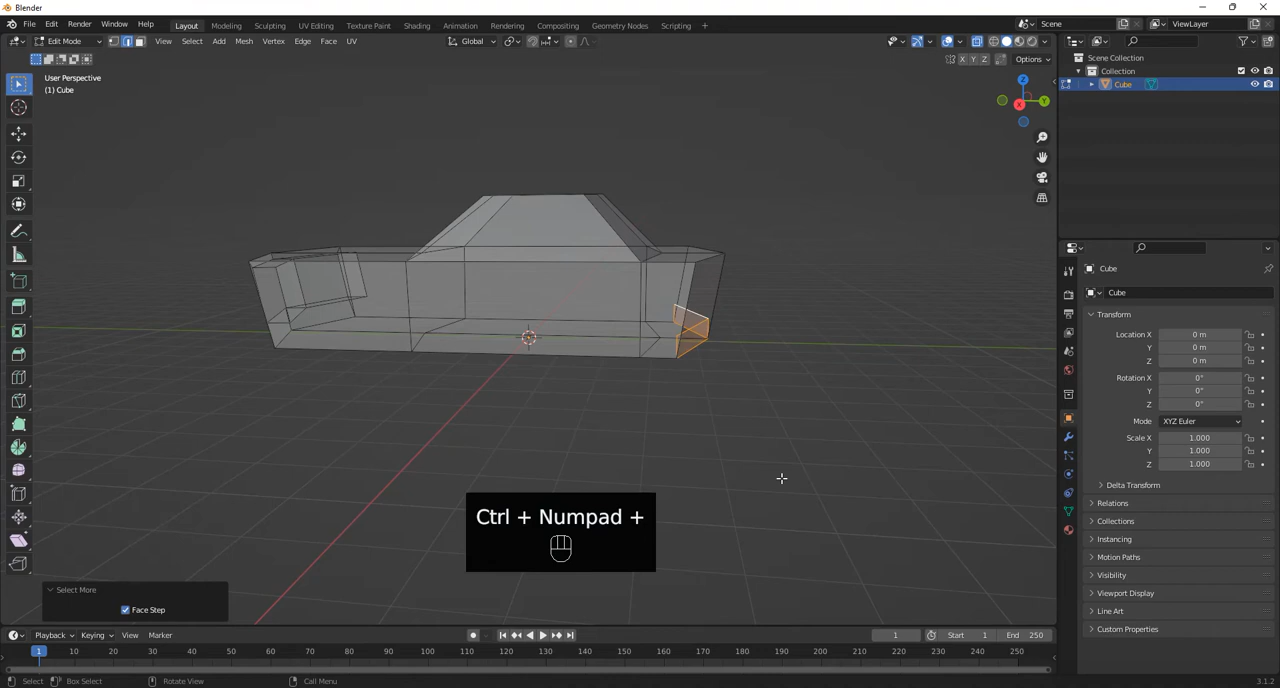 Blender
File Edit Render Window Help
Layout Modeling Sculpting UV Editing Texture Paint Shading Animation Rendering Compositing Geometry Nodes Scripting +
Scene
ViewLayer
Edit Mode View Select Add Mesh Vertex Edge Face UV
Global
X Y Z Options
User Perspective
(1) Cube
Z
Y
X
Scene Collection
Collection
Cube
Cube
Cube
Transform
Location X 0 m
Y 0 m
Z 0 m
Rotation X 0°
Y 0°
Z 0°
Mode XYZ Euler
Scale X 1.000
Y 1.000
Z 1.000
Delta Transform
Relations
Collections
Instancing
Motion Paths
Visibility
Viewport Display
Line Art
Custom Properties
Ctrl + Numpad +
Select More
Face Step
Playback Keying View Marker
1 Start 1 End 250
1 10 20 30 40 50 60 70 80 90 100 110 120 130 140 150 160 170 180 190 200 210 220 230 240 250
Select Box Select Rotate View Call Menu 3.1.2